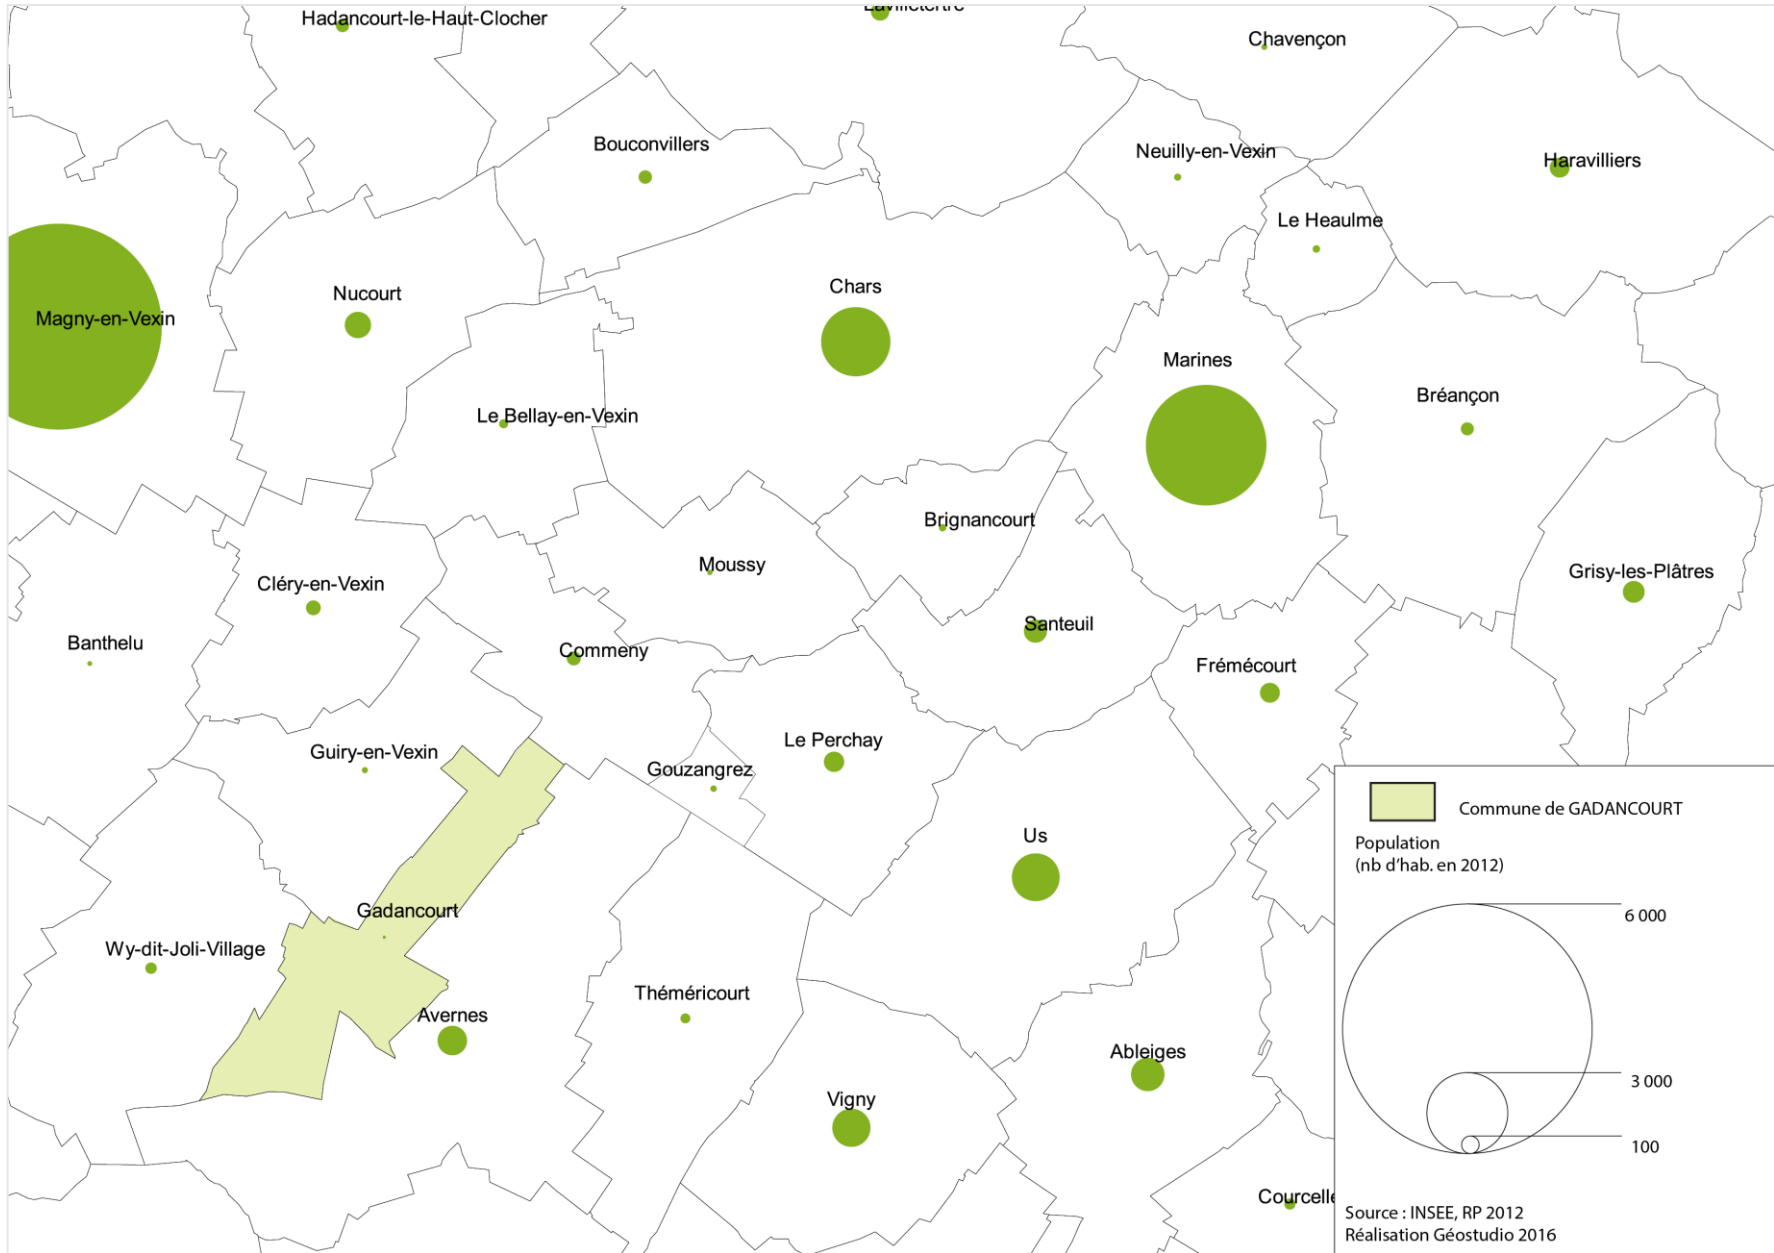 Lavilletertre
Hadancourt-le-Haut-Clocher
Chavençon
Bouconvillers
Neuilly-en-Vexin
Haravilliers
Le Heaulme
Chars
Nucourt
Magny-en-Vexin
Marines
Bréançon
Le Bellay-en-Vexin
Brignancourt
Moussy
Grisy-les-Plâtres
Cléry-en-Vexin
Santeuil
Banthelu
Commeny
Frémécourt
Le Perchay
Guiry-en-Vexin
Gouzangrez
Us
Gadancourt
Wy-dit-Joli-Village
Théméricourt
Avernes
Ableiges
Vigny
Courcelle
Commune de GADANCOURT
Population
(nb d'hab. en 2012)
6 000
3 000
100
Source : INSEE, RP 2012
Réalisation Géostudio 2016